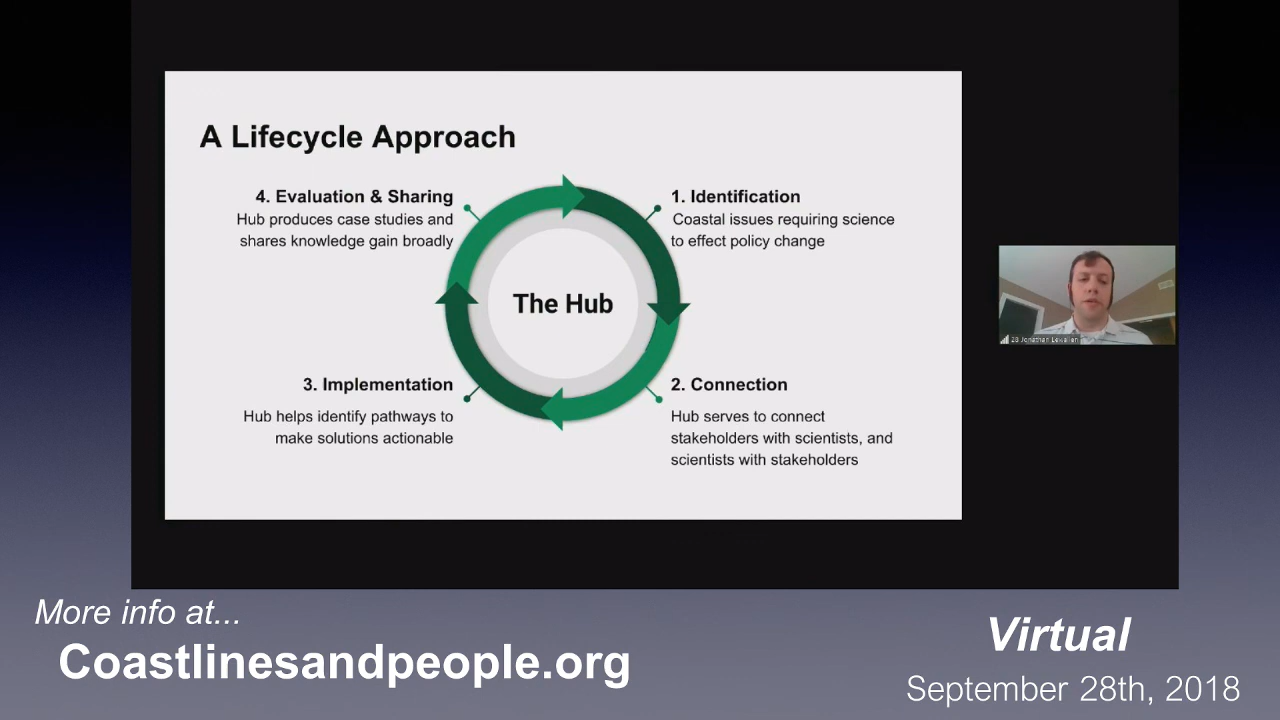 A Lifecycle Approach
4. Evaluation & Sharing
Hub produces case studies and
shares knowledge gain broadly
1. Identification
Coastal issues requiring science
to effect policy change
The Hub
3. Implementation
Hub helps identify pathways to
make solutions actionable
2. Connection
Hub serves to connect
stakeholders with scientists, and
scientists with stakeholders
28 Jonathan Lewallen
More info at...
Coastlinesandpeople.org
Virtual
September 28th, 2018